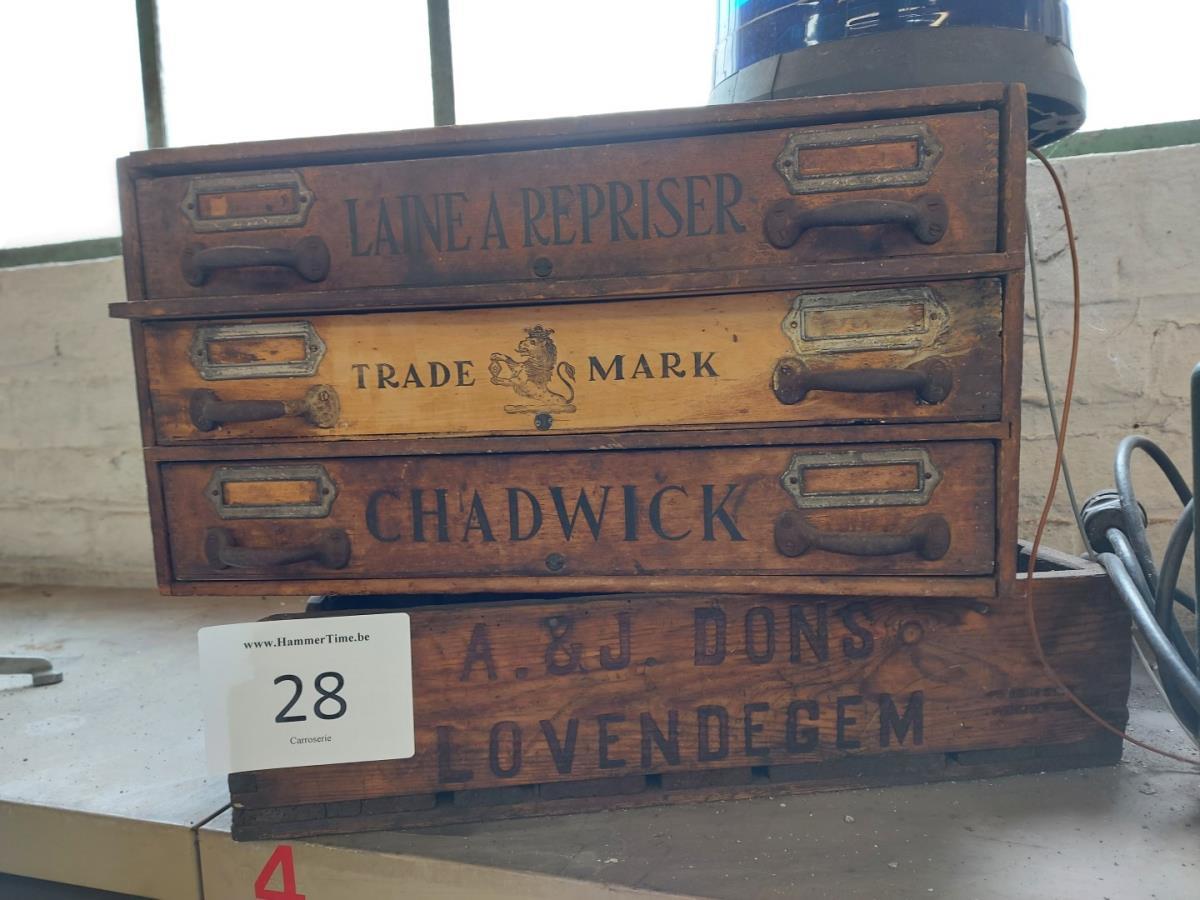 LAINE A REPRISER
TRADE MARK
CHADWICK
A. & J. DONS
LOVENDEGEM
www.HammerTime.be
28
Carroserie
4